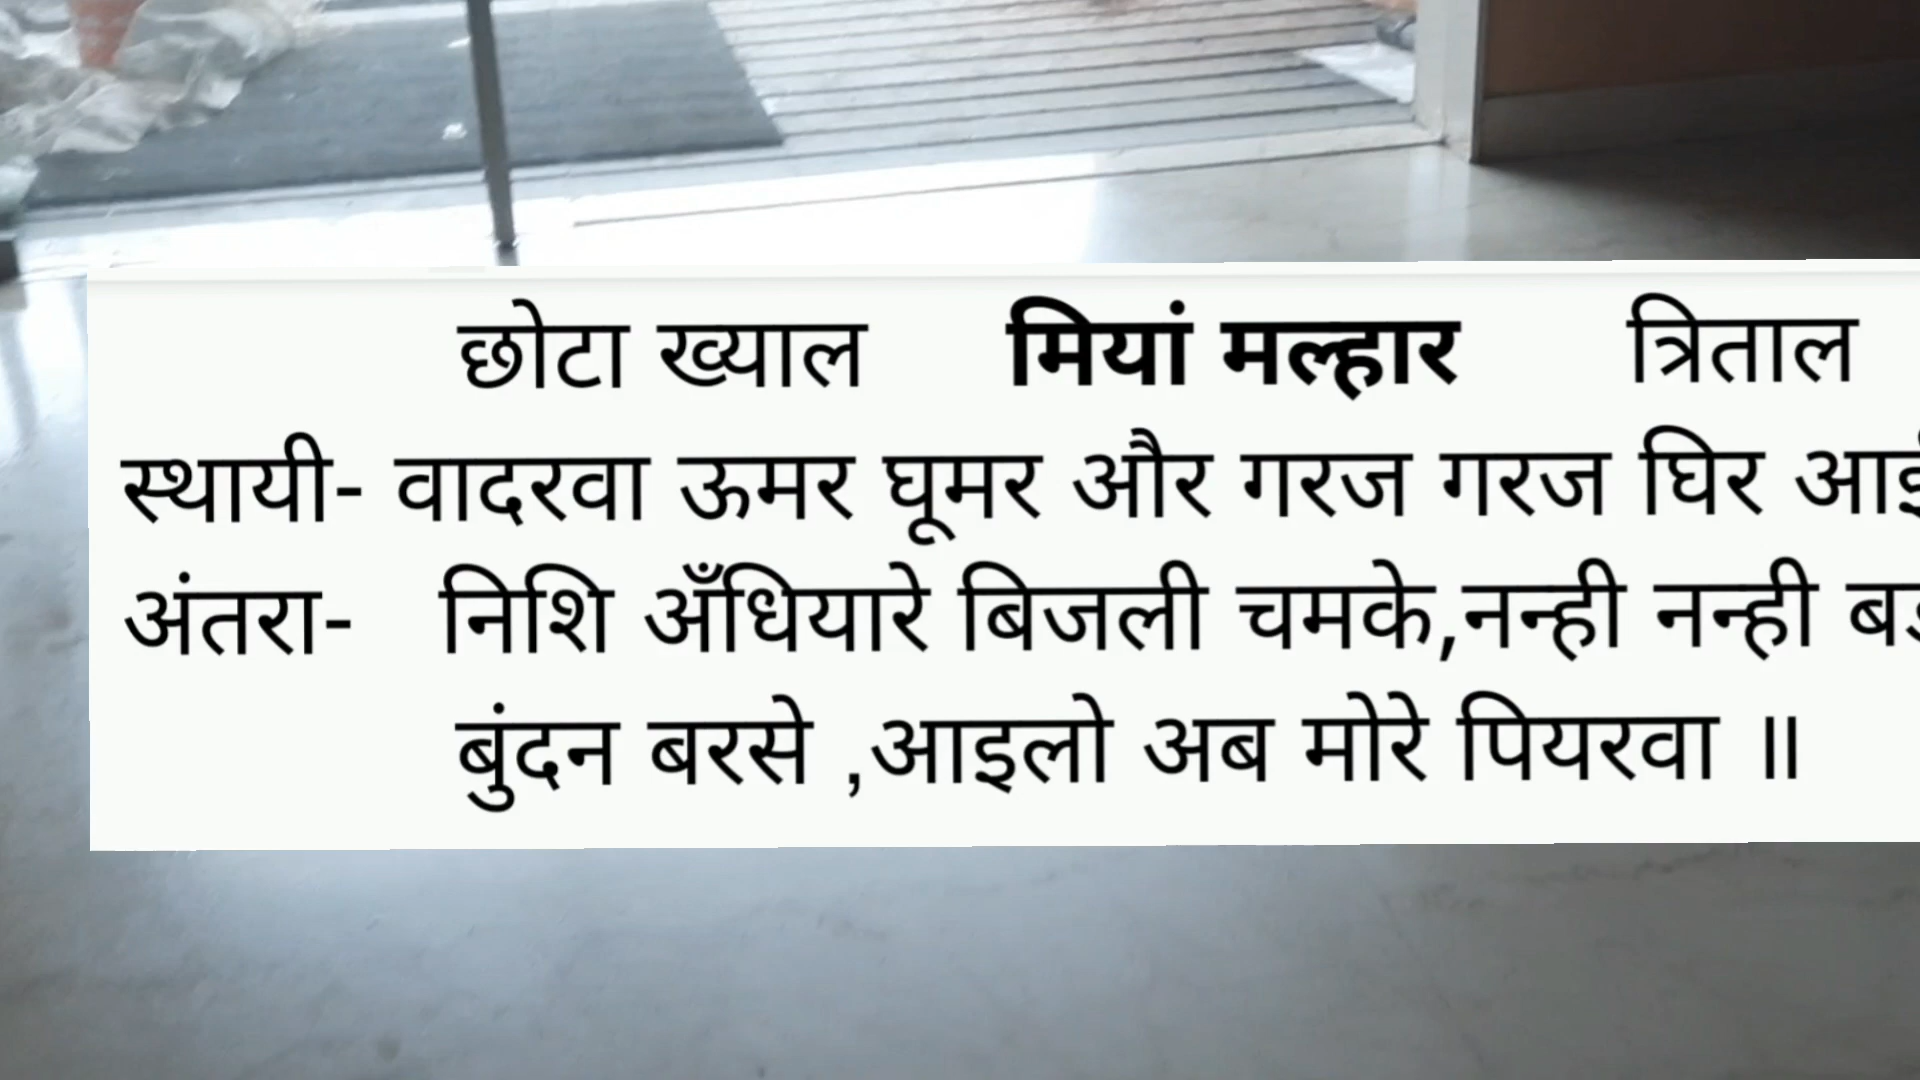 छोटा ख्याल मियां मल्हार त्रिताल
स्थायी- वादरवा ऊमर घूमर और गरज गरज घिर
अंतरा- निशि अँधियारे बिजली चमके,नन्ही नन्ही
बुंदन बरसे ,आइलो अब मोरे पियरवा ॥